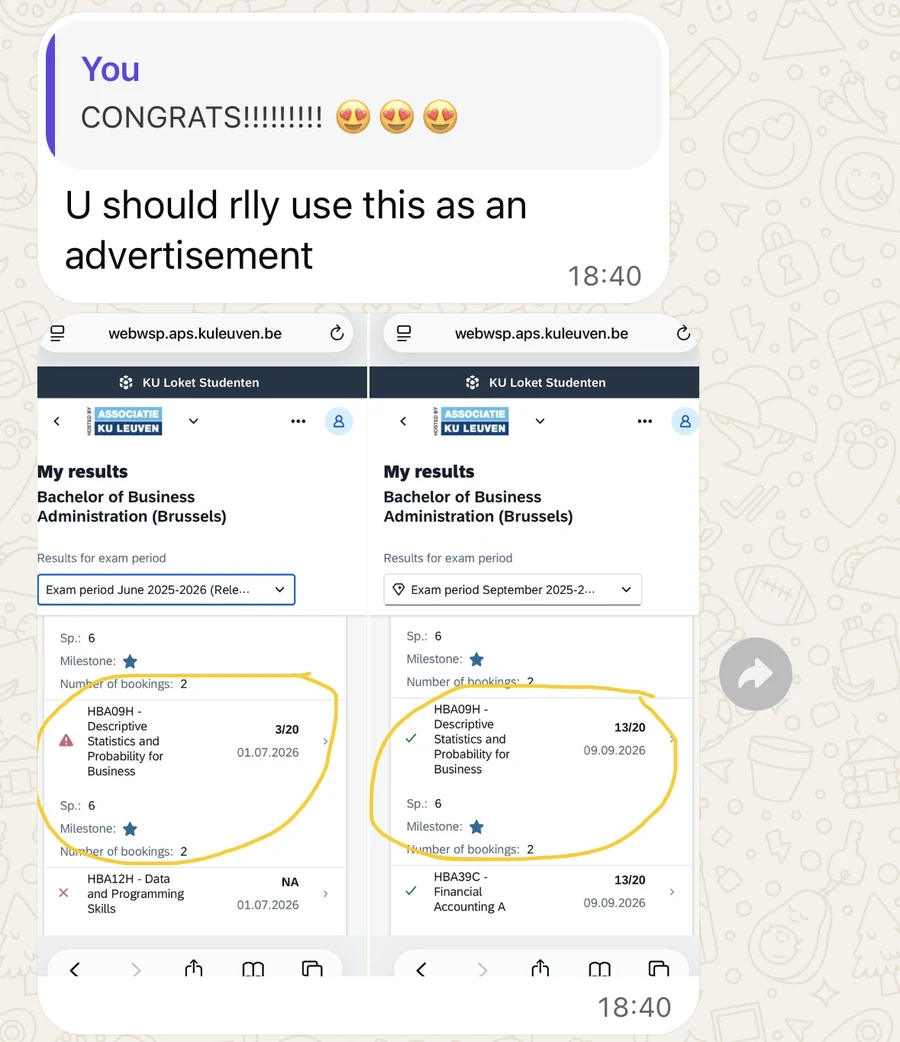 You
CONGRATS!!!!!!!!! 😍 😍 😍
U should rlly use this as an
advertisement
18:40
webwsp.aps.kuleuven.be
KU Loket Studenten
HOSTED BY
ASSOCIATIE
KU LEUVEN
My results
Bachelor of Business
Administration (Brussels)
Results for exam period
Exam period June 2025-2026 (Rele...
Sp.: 6
Milestone:
Number of bookings: 2
HBA09H -
Descriptive
Statistics and
Probability for
Business
3/20
01.07.2026
Sp.: 6
Milestone:
Number of bookings: 2
HBA12H - Data
and Programming
Skills
NA
01.07.2026
webwsp.aps.kuleuven.be
KU Loket Studenten
HOSTED BY
ASSOCIATIE
KU LEUVEN
My results
Bachelor of Business
Administration (Brussels)
Results for exam period
Exam period September 2025-2...
Sp.: 6
Milestone:
Number of bookings: 2
HBA09H -
Descriptive
Statistics and
Probability for
Business
13/20
09.09.2026
Sp.: 6
Milestone:
Number of bookings: 2
HBA39C -
Financial
Accounting A
13/20
09.09.2026
18:40